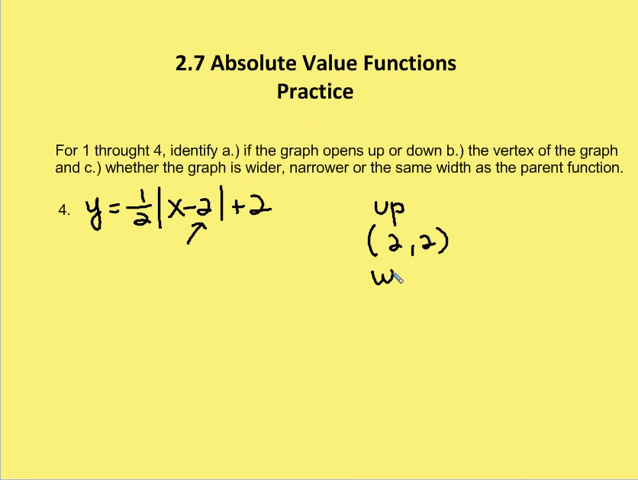 2.7 Absolute Value Functions
Practice
For 1 throught 4, identify a.) if the graph opens up or down b.) the vertex of the graph
and c.) whether the graph is wider, narrower or the same width as the parent function.
4. y = 1/2 |x-2| + 2
up
(2,2)
w